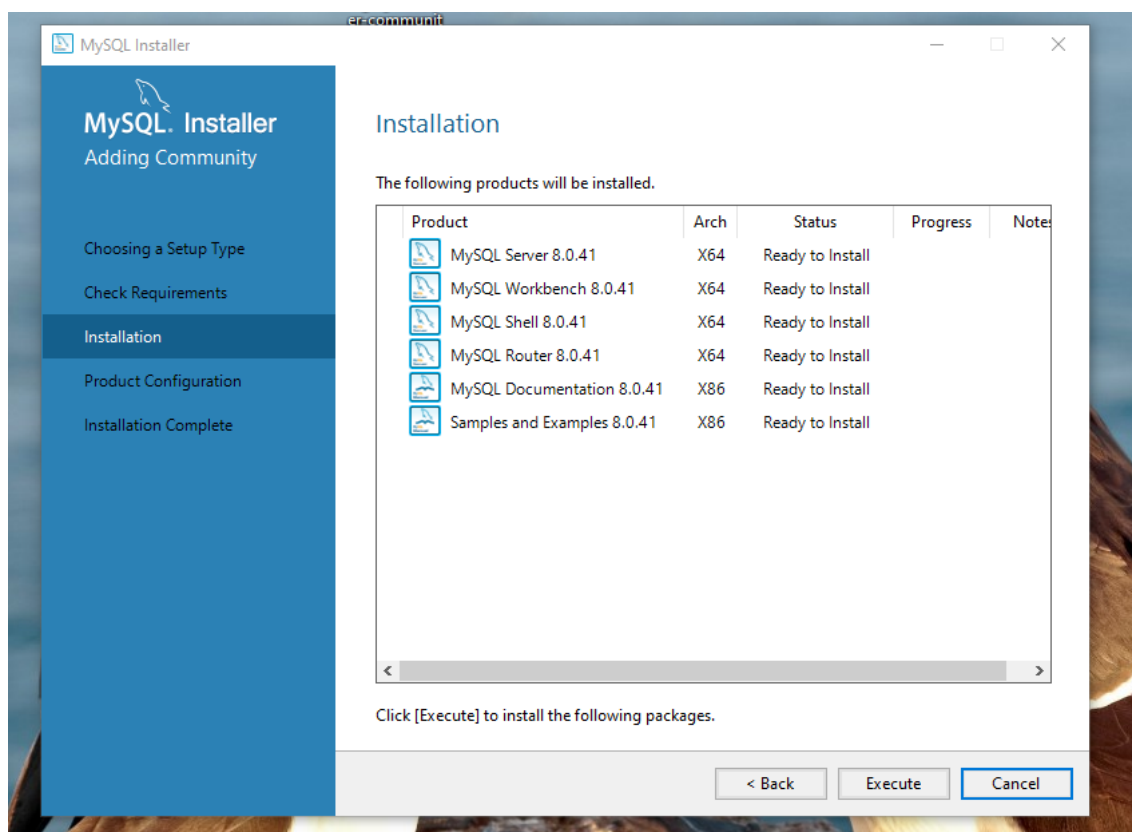 er-communit
MySQL Installer
MySQL. Installer
Adding Community
Choosing a Setup Type
Check Requirements
Installation
Product Configuration
Installation Complete
Installation
The following products will be installed.
Product Arch Status Progress Notes
MySQL Server 8.0.41 X64 Ready to Install
MySQL Workbench 8.0.41 X64 Ready to Install
MySQL Shell 8.0.41 X64 Ready to Install
MySQL Router 8.0.41 X64 Ready to Install
MySQL Documentation 8.0.41 X86 Ready to Install
Samples and Examples 8.0.41 X86 Ready to Install
Click [Execute] to install the following packages.
< Back Execute Cancel